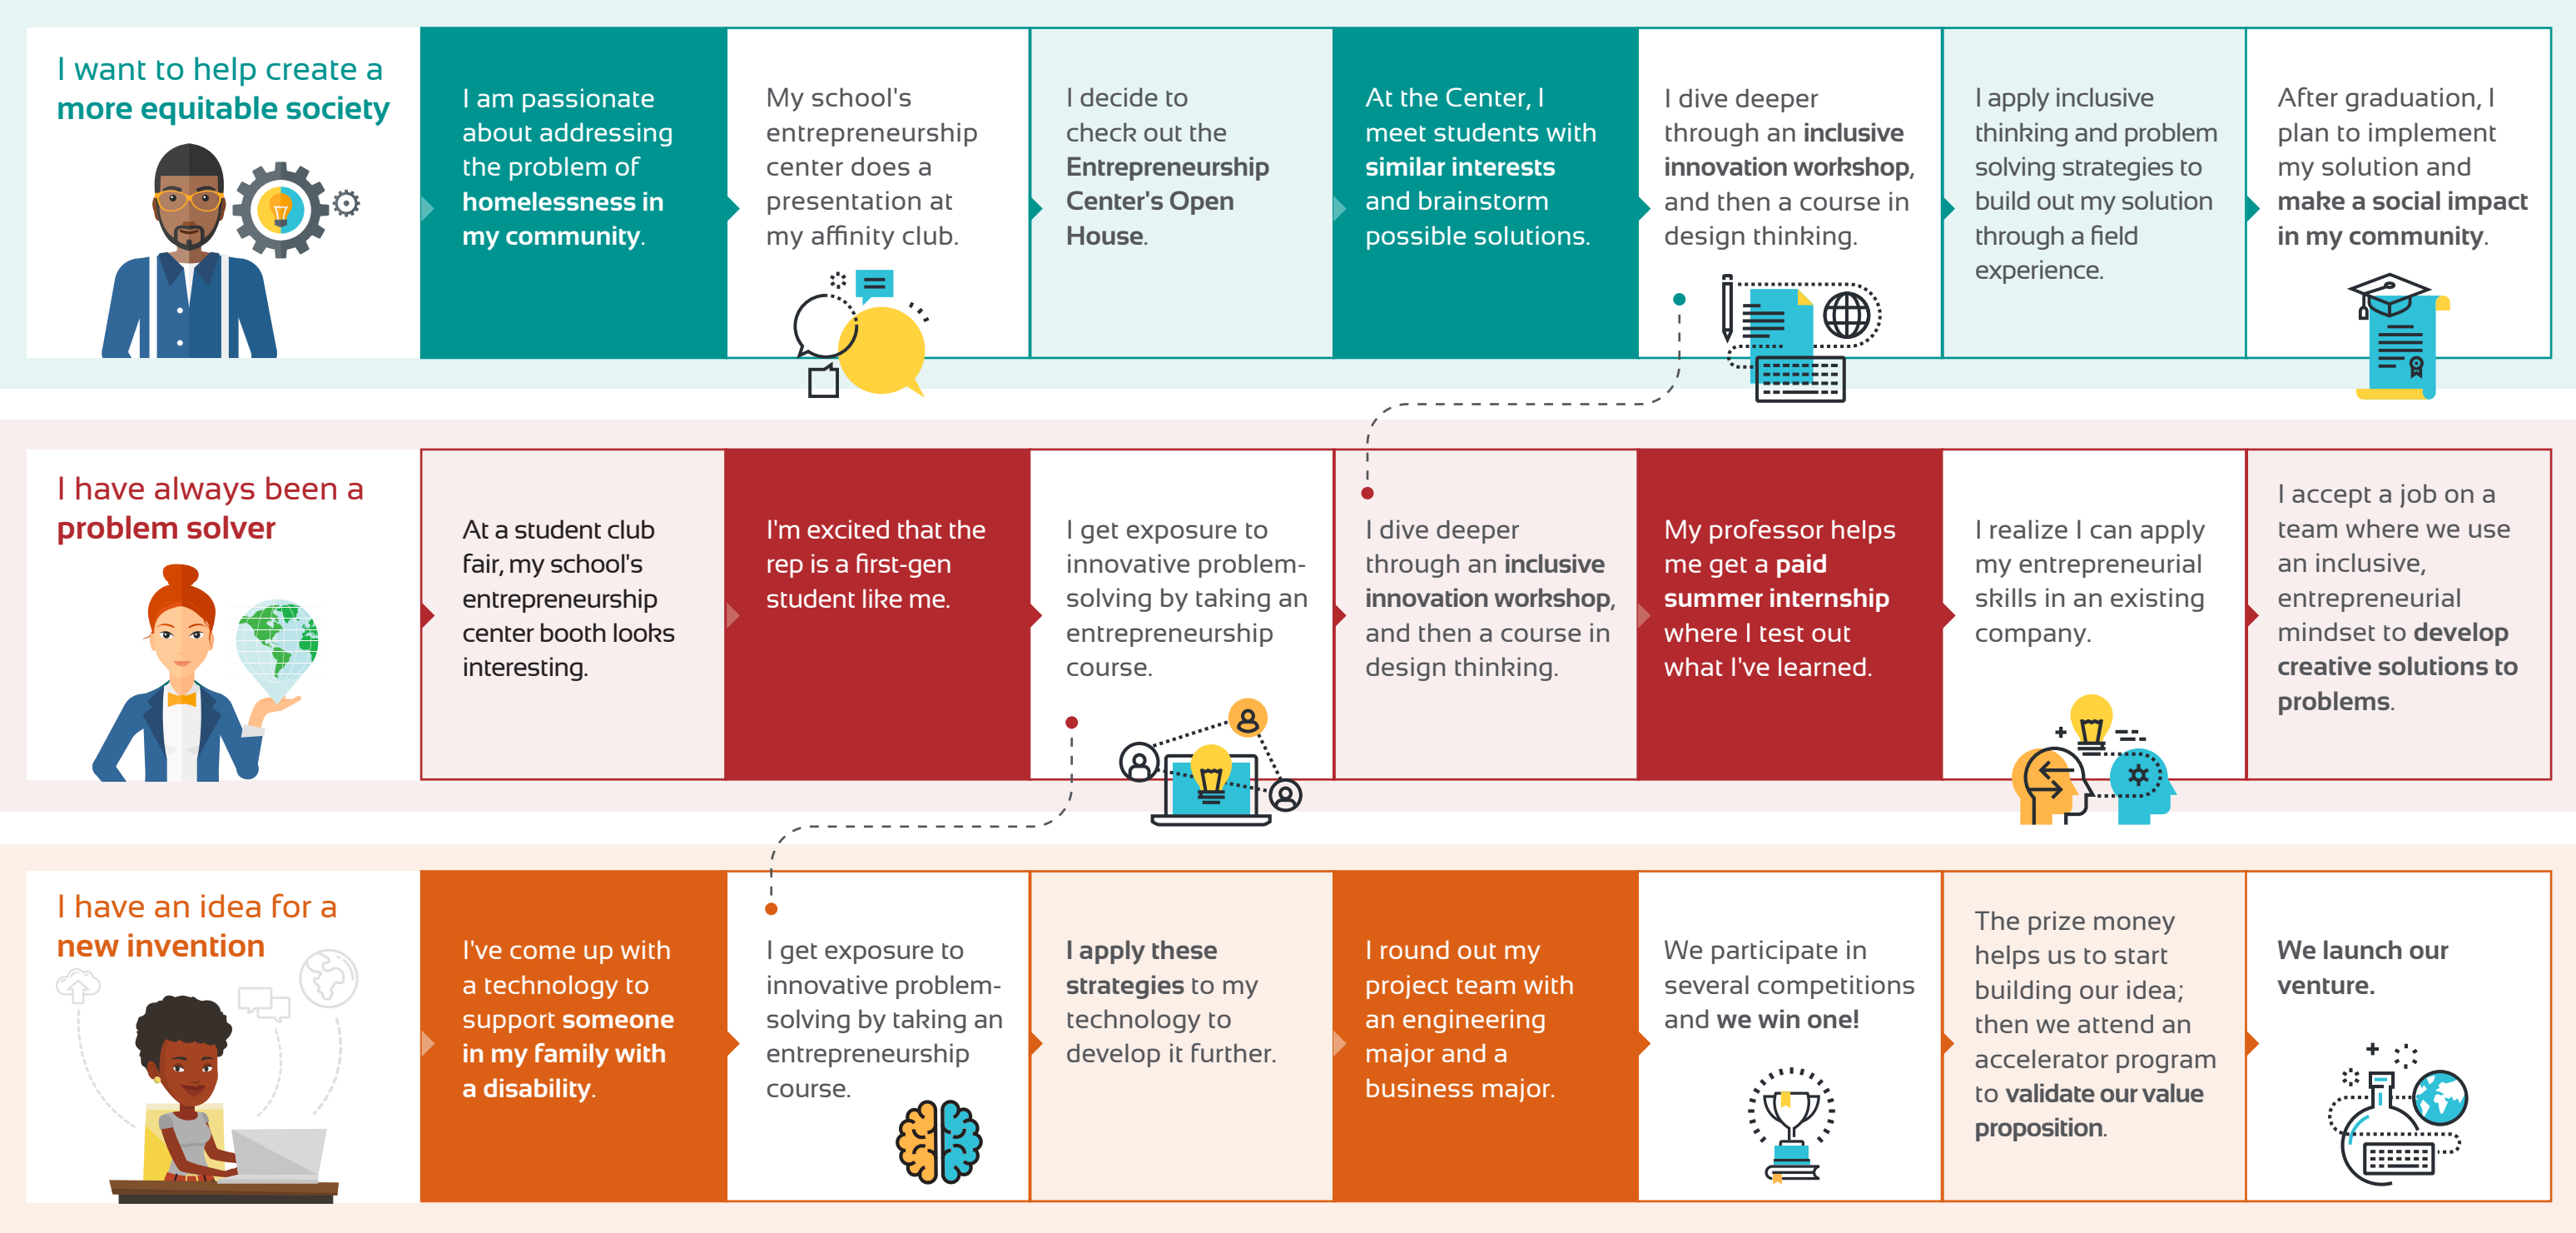 I want to help create a
more equitable society
I am passionate
about addressing
the problem of
homelessness in
my community.
My school's
entrepreneurship
center does a
presentation at
my affinity club.
I decide to
check out the
Entrepreneurship
Center's Open
House.
At the Center, I
meet students with
similar interests
and brainstorm
possible solutions.
I dive deeper
through an inclusive
innovation workshop,
and then a course in
design thinking.
I apply inclusive
thinking and problem
solving strategies to
build out my solution
through a field
experience.
After graduation, I
plan to implement
my solution and
make a social impact
in my community.
I have always been a
problem solver
At a student club
fair, my school's
entrepreneurship
center booth looks
interesting.
I'm excited that the
rep is a first-gen
student like me.
I get exposure to
innovative problem-
solving by taking an
entrepreneurship
course.
I dive deeper
through an inclusive
innovation workshop,
and then a course in
design thinking.
My professor helps
me get a paid
summer internship
where I test out
what I've learned.
I realize I can apply
my entrepreneurial
skills in an existing
company.
I accept a job on a
team where we use
an inclusive,
entrepreneurial
mindset to develop
creative solutions to
problems.
I have an idea for a
new invention
I've come up with
a technology to
support someone
in my family with
a disability.
I get exposure to
innovative problem-
solving by taking an
entrepreneurship
course.
I apply these
strategies to my
technology to
develop it further.
I round out my
project team with
an engineering
major and a
business major.
We participate in
several competitions
and we win one!
The prize money
helps us to start
building our idea;
then we attend an
accelerator program
to validate our value
proposition.
We launch our
venture.